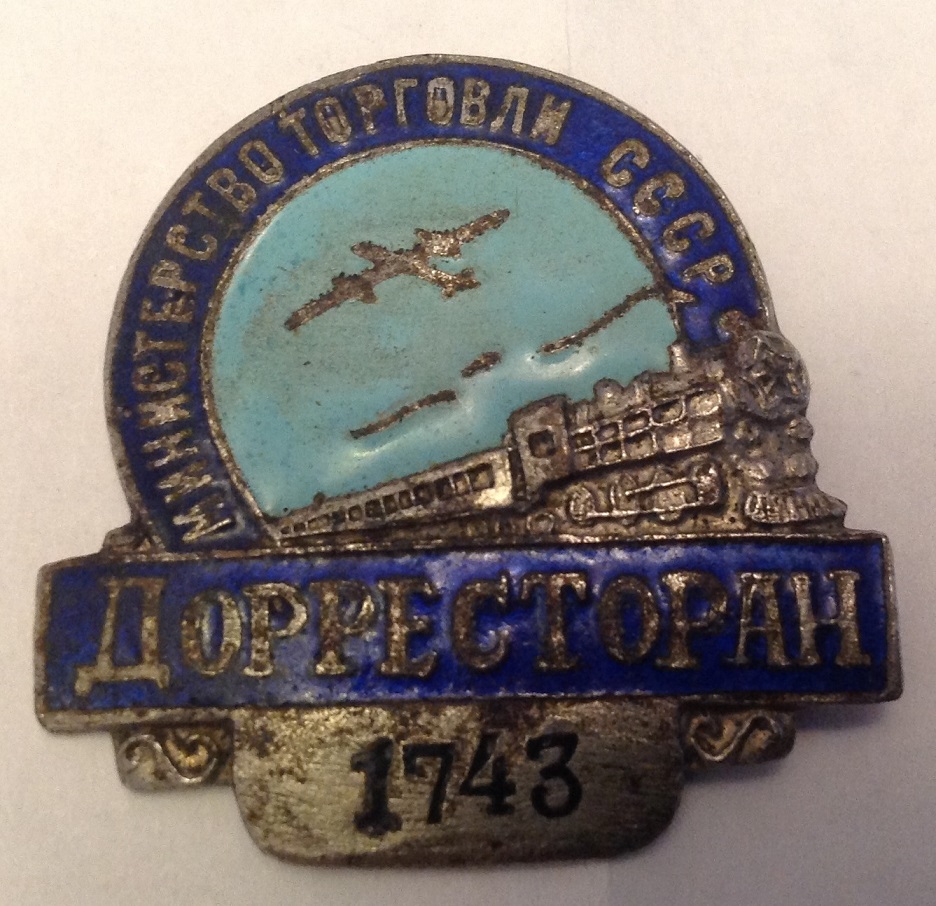 МИНИСТЕРСТВО ТОРГОВЛИ СССР
ДОРРЕСТОРАН
1743